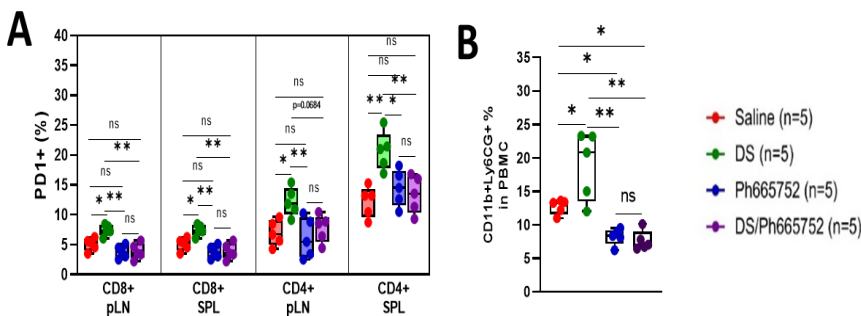 A
PD1+ (%)
40
35
30
25
20
15
10
5
0
ns
**
ns
* **
ns
ns
**
ns
**
*
ns
ns
p=0.0684
ns
* **
ns
ns
ns
**
** *
ns
CD8+
pLN
CD8+
SPL
CD4+
pLN
CD4+
SPL
B
CD11b+Ly6CG+ %
in PBMC
35
30
25
20
15
10
5
0
*
*
**
* **
ns
Saline (n=5)
DS (n=5)
Ph665752 (n=5)
DS/Ph665752 (n=5)